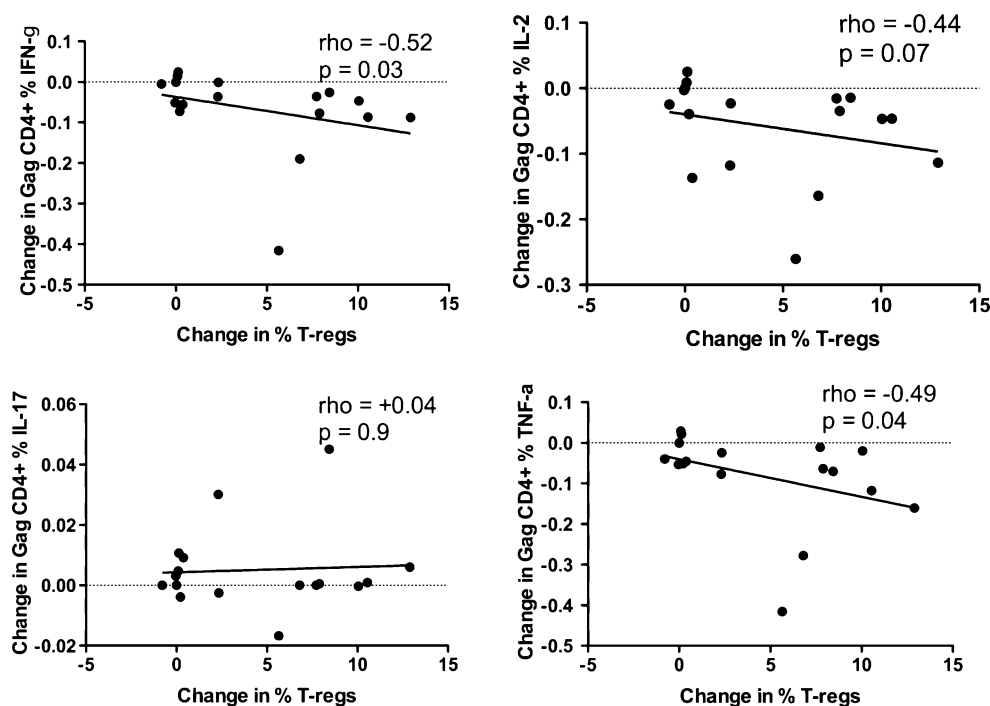 rho = -0.52
p = 0.03
Change in Gag CD4+ % IFN-g
0.1
0.0
-0.1
-0.2
-0.3
-0.4
-0.5
-5
0
5
10
15
Change in % T-regs
rho = -0.44
p = 0.07
Change in Gag CD4+ % IL-2
0.1
0.0
-0.1
-0.2
-0.3
-5
0
5
10
15
Change in % T-regs
rho = +0.04
p = 0.9
Change in Gag CD4+ % IL-17
0.06
0.04
0.02
0.00
-0.02
-5
0
5
10
15
Change in % T-regs
rho = -0.49
p = 0.04
Change in Gag CD4+ % TNF-a
0.1
0.0
-0.1
-0.2
-0.3
-0.4
-0.5
-5
0
5
10
15
Change in % T-regs